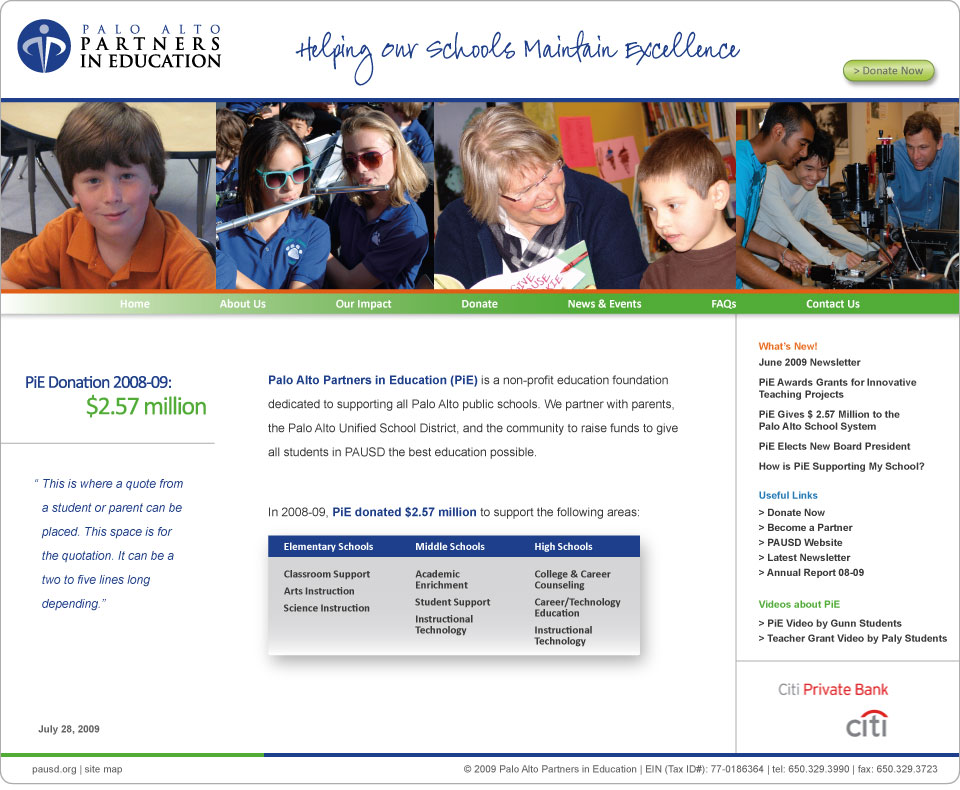 PALO ALTO
PARTNERS
IN EDUCATION
Helping Our Schools Maintain Excellence
> Donate Now
GIVE
Home About Us Our Impact Donate News & Events FAQs Contact Us
PiE Donation 2008-09:
$2.57 million
“ This is where a quote from
a student or parent can be
placed. This space is for
the quotation. It can be a
two to five lines long
depending.”
July 28, 2009
Palo Alto Partners in Education (PiE) is a non-profit education foundation
dedicated to supporting all Palo Alto public schools. We partner with parents,
the Palo Alto Unified School District, and the community to raise funds to give
all students in PAUSD the best education possible.
In 2008-09, PiE donated $2.57 million to support the following areas:
Elementary Schools Middle Schools High Schools
Classroom Support
Arts Instruction
Science Instruction
Academic
Enrichment
Student Support
Instructional
Technology
College & Career
Counseling
Career/Technology
Education
Instructional
Technology
What's New!
June 2009 Newsletter
PiE Awards Grants for Innovative
Teaching Projects
PiE Gives $ 2.57 Million to the
Palo Alto School System
PiE Elects New Board President
How is PiE Supporting My School?
Useful Links
> Donate Now
> Become a Partner
> PAUSD Website
> Latest Newsletter
> Annual Report 08-09
Videos about PiE
> PiE Video by Gunn Students
> Teacher Grant Video by Paly Students
Citi Private Bank
citi
pausd.org | site map
© 2009 Palo Alto Partners in Education | EIN (Tax ID#): 77-0186364 | tel: 650.329.3990 | fax: 650.329.3723